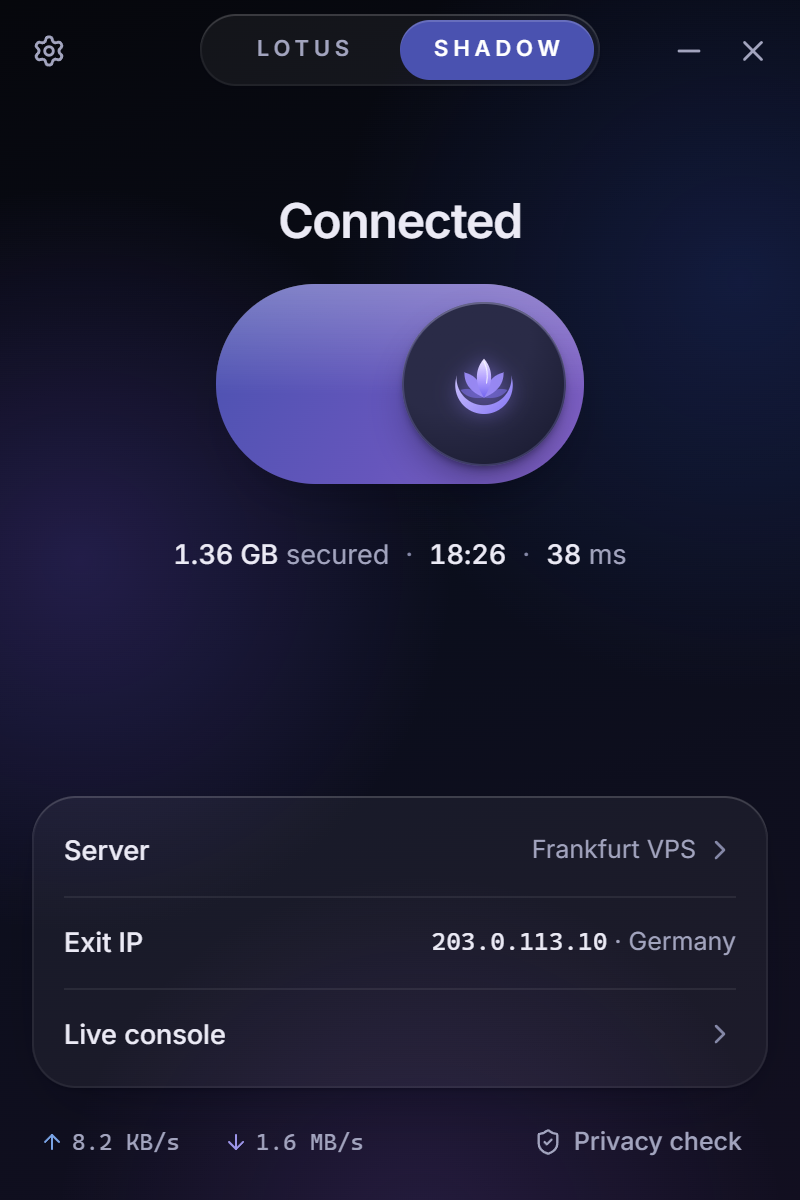 LOTUS SHADOW
Connected
1.36 GB secured · 18:26 · 38 ms
Server Frankfurt VPS
Exit IP 203.0.113.10 · Germany
Live console
8.2 KB/s 1.6 MB/s Privacy check